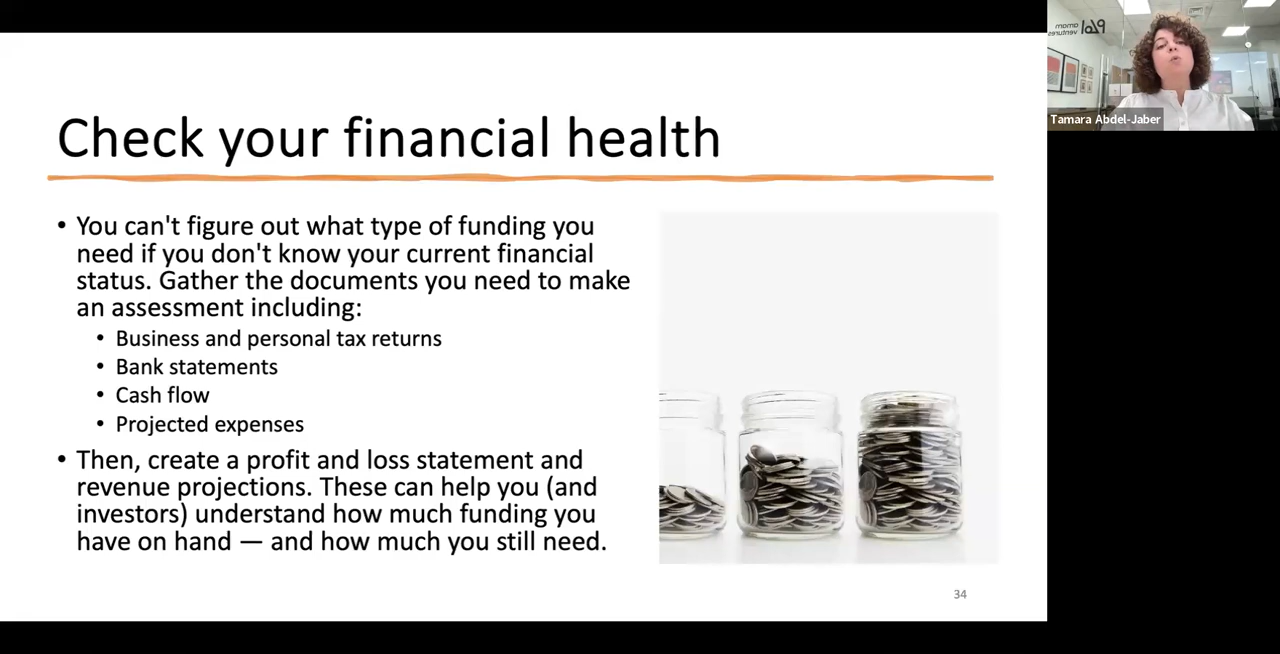 Check your financial health
• You can't figure out what type of funding you
need if you don't know your current financial
status. Gather the documents you need to make
an assessment including:
• Business and personal tax returns
• Bank statements
• Cash flow
• Projected expenses
• Then, create a profit and loss statement and
revenue projections. These can help you (and
investors) understand how much funding you
have on hand — and how much you still need.
34
amam
ventures
Tamara Abdel-Jaber